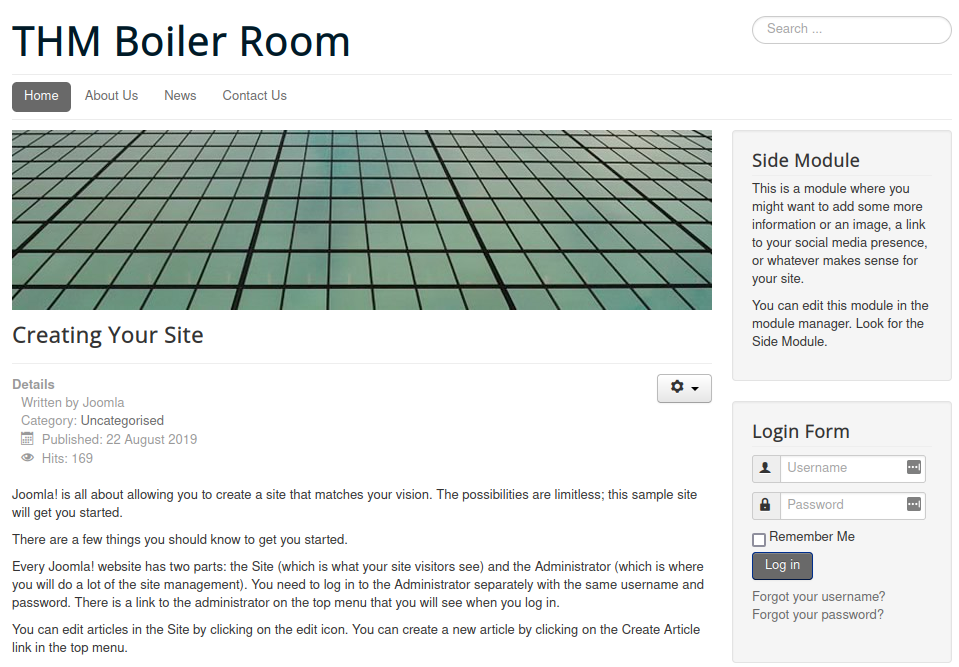 THM Boiler Room
Search ...
Home About Us News Contact Us
Creating Your Site
Details
Written by Joomla
Category: Uncategorised
Published: 22 August 2019
Hits: 169
Joomla! is all about allowing you to create a site that matches your vision. The possibilities are limitless; this sample site
will get you started.
There are a few things you should know to get you started.
Every Joomla! website has two parts: the Site (which is what your site visitors see) and the Administrator (which is where
you will do a lot of the site management). You need to log in to the Administrator separately with the same username and
password. There is a link to the administrator on the top menu that you will see when you log in.
You can edit articles in the Site by clicking on the edit icon. You can create a new article by clicking on the Create Article
link in the top menu.
Side Module
This is a module where you
might want to add some more
information or an image, a link
to your social media presence,
or whatever makes sense for
your site.
You can edit this module in the
module manager. Look for the
Side Module.
Login Form
Username
Password
Remember Me
Log in
Forgot your username?
Forgot your password?